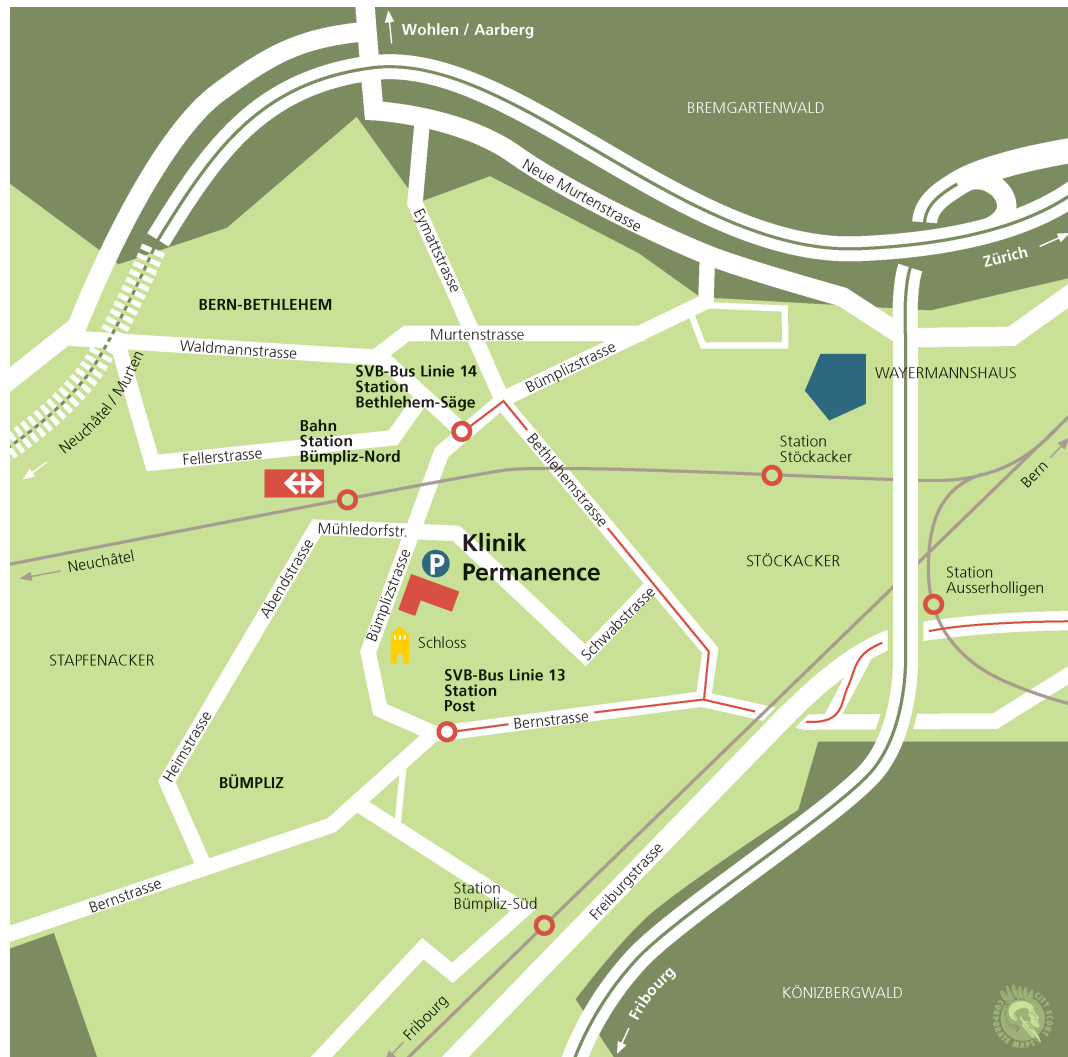 Wohlen / Aarberg
BREMGARTENWALD
Neue Murtenstrasse
Eymattstrasse
Zürich
BERN-BETHLEHEM
Murtenstrasse
Waldmannstrasse
Bümplizstrasse
SVB-Bus Linie 14
Station
Bethlehem-Säge
WAYERMANNSHAUS
Neuchâtel / Murten
Bahn
Station
Bümpliz-Nord
Fellerstrasse
Bethlehemstrasse
Station
Stöckacker
Bern
Mühledorfstr.
P
Klinik
Permanence
Neuchâtel
Abendstrasse
Bümplizstrasse
STÖCKACKER
Station
Ausserholligen
Schwabstrasse
Schloss
STAPFENACKER
SVB-Bus Linie 13
Station
Post
Bernstrasse
Heimstrasse
BÜMPLIZ
Bernstrasse
Station
Bümpliz-Süd
Freiburgstrasse
Fribourg
Fribourg
KÖNIZBERGWALD